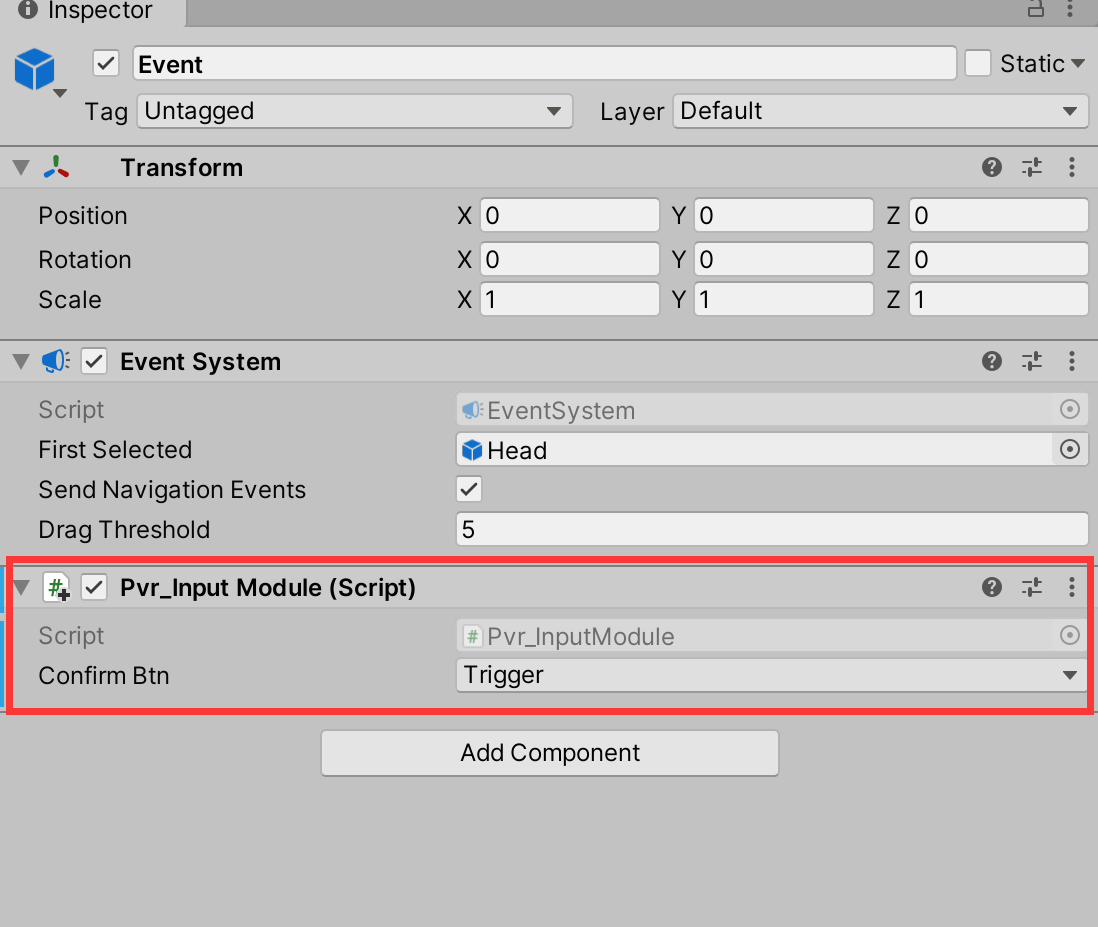 Inspector
Event Static
Tag Untagged Layer Default
Transform
Position X 0 Y 0 Z 0
Rotation X 0 Y 0 Z 0
Scale X 1 Y 1 Z 1
Event System
Script EventSystem
First Selected Head
Send Navigation Events
Drag Threshold 5
# Pvr_Input Module (Script)
Script # Pvr_InputModule
Confirm Btn Trigger
Add Component